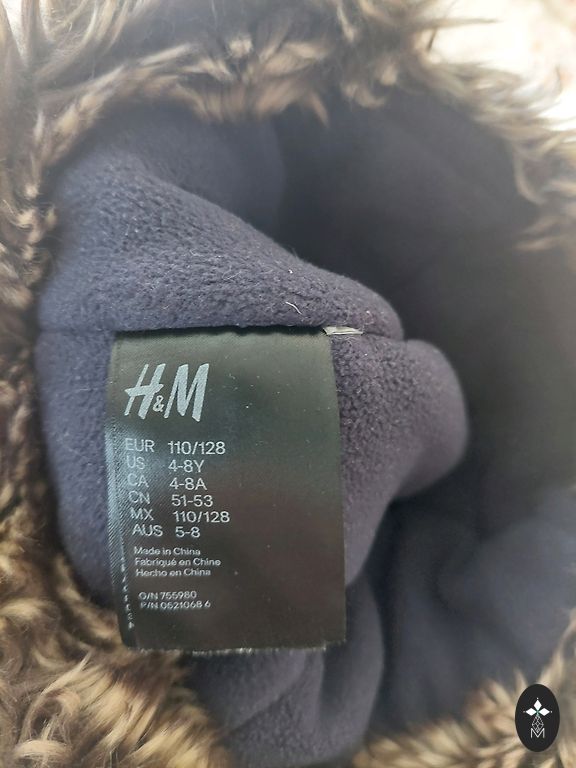 H&M
EUR 110/128
US 4-8Y
CA 4-8A
CN 51-53
MX 110/128
AUS 5-8
Made in China
Fabriqué en Chine
Hecho en China
O/N 755980
P/N 0521068 6
M